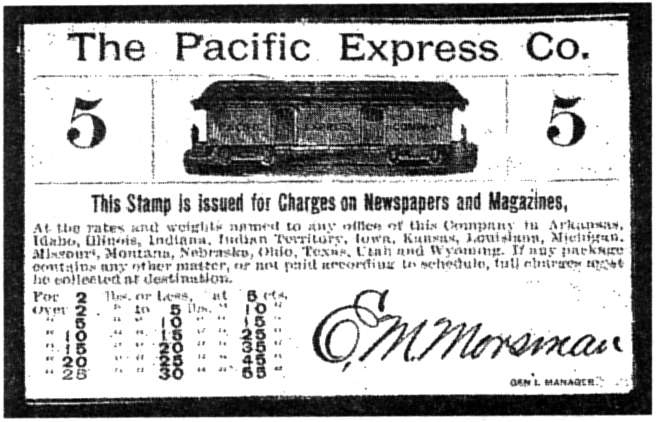 The Pacific Express Co.
5 5
PACIFIC EXPRESS COMPANY
This Stamp is issued for Charges on Newspapers and Magazines,
At the rates and weights named to any office of this Company in Arkansas,
Idaho, Illinois, Indiana, Indian Territory, Iowa, Kansas, Louisiana, Michigan,
Missouri, Montana, Nebraska, Ohio, Texas, Utah and Wyoming. If any package
contains any other matter, or not paid according to schedule, full charges must
be collected at destination.
For 2 lbs. or Less, at 5 cts.
Over 2 " to 5 lbs. " 10 "
" 5 " " 10 " " 15 "
" 10 " " 15 " " 25 "
" 15 " " 20 " " 35 "
" 20 " " 25 " " 45 "
" 25 " " 30 " " 55 "
E. M. Morsman
GEN'L MANAGER.